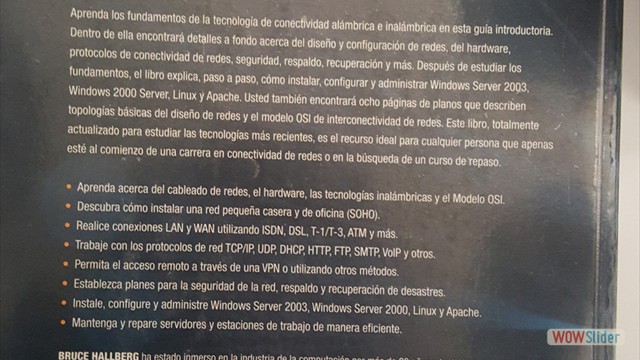 Aprenda los fundamentos de la tecnología de conectividad alámbrica e inalámbrica en esta guía introductoria.
Dentro de ella encontrará detalles a fondo acerca del diseño y configuración de redes, del hardware,
protocolos de conectividad de redes, seguridad, respaldo, recuperación y más. Después de estudiar los
fundamentos, el libro explica, paso a paso, cómo instalar, configurar y administrar Windows Server 2003,
Windows 2000 Server, Linux y Apache. Usted también encontrará ocho páginas de planos que describen
topologías básicas del diseño de redes y el modelo OSI de interconectividad de redes. Este libro, totalmente
actualizado para estudiar las tecnologías más recientes, es el recurso ideal para cualquier persona que apenas
esté al comienzo de una carrera en conectividad de redes o en la búsqueda de un curso de repaso.
• Aprenda acerca del cableado de redes, el hardware, las tecnologías inalámbricas y el Modelo OSI.
• Descubra cómo instalar una red pequeña casera y de oficina (SOHO).
• Realice conexiones LAN y WAN utilizando ISDN, DSL, T-1/T-3, ATM y más.
• Trabaje con los protocolos de red TCP/IP, UDP, DHCP, HTTP, FTP, SMTP, VoIP y otros.
• Permita el acceso remoto a través de una VPN o utilizando otros métodos.
• Establezca planes para la seguridad de la red, respaldo y recuperación de desastres.
• Instale, configure y administre Windows Server 2003, Windows Server 2000, Linux y Apache.
• Mantenga y repare servidores y estaciones de trabajo de manera eficiente.
BRUCE HALLBERG ha estado inmerso en la industria de la computación por más de
WOWSlider